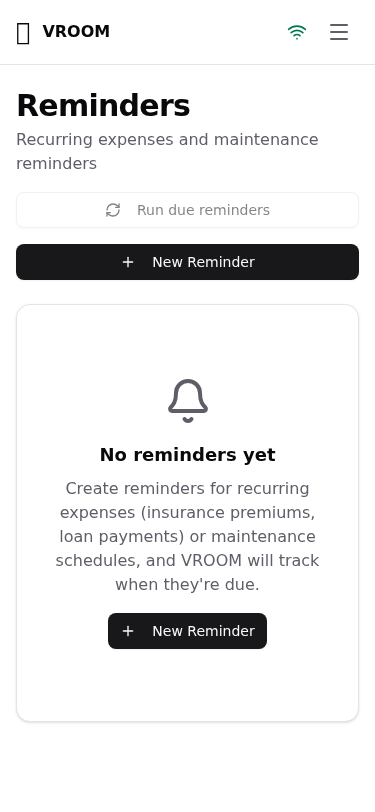 VROOM
Reminders
Recurring expenses and maintenance
reminders
Run due reminders
New Reminder
No reminders yet
Create reminders for recurring
expenses (insurance premiums,
loan payments) or maintenance
schedules, and VROOM will track
when they're due.
New Reminder